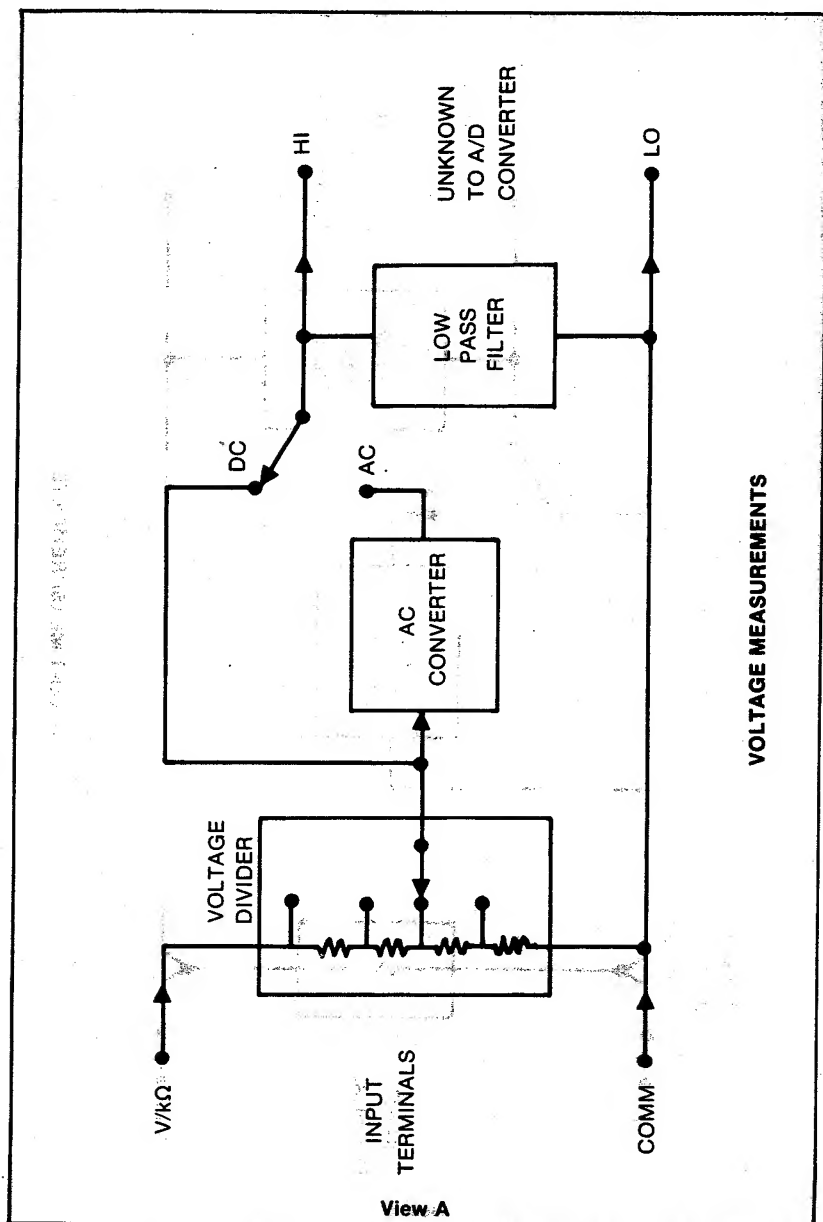 V/kΩ
INPUT
TERMINALS
COMM
VOLTAGE
DIVIDER
AC
CONVERTER
DC
AC
LOW
PASS
FILTER
HI
UNKNOWN
TO A/D
CONVERTER
LO
VOLTAGE MEASUREMENTS
View A